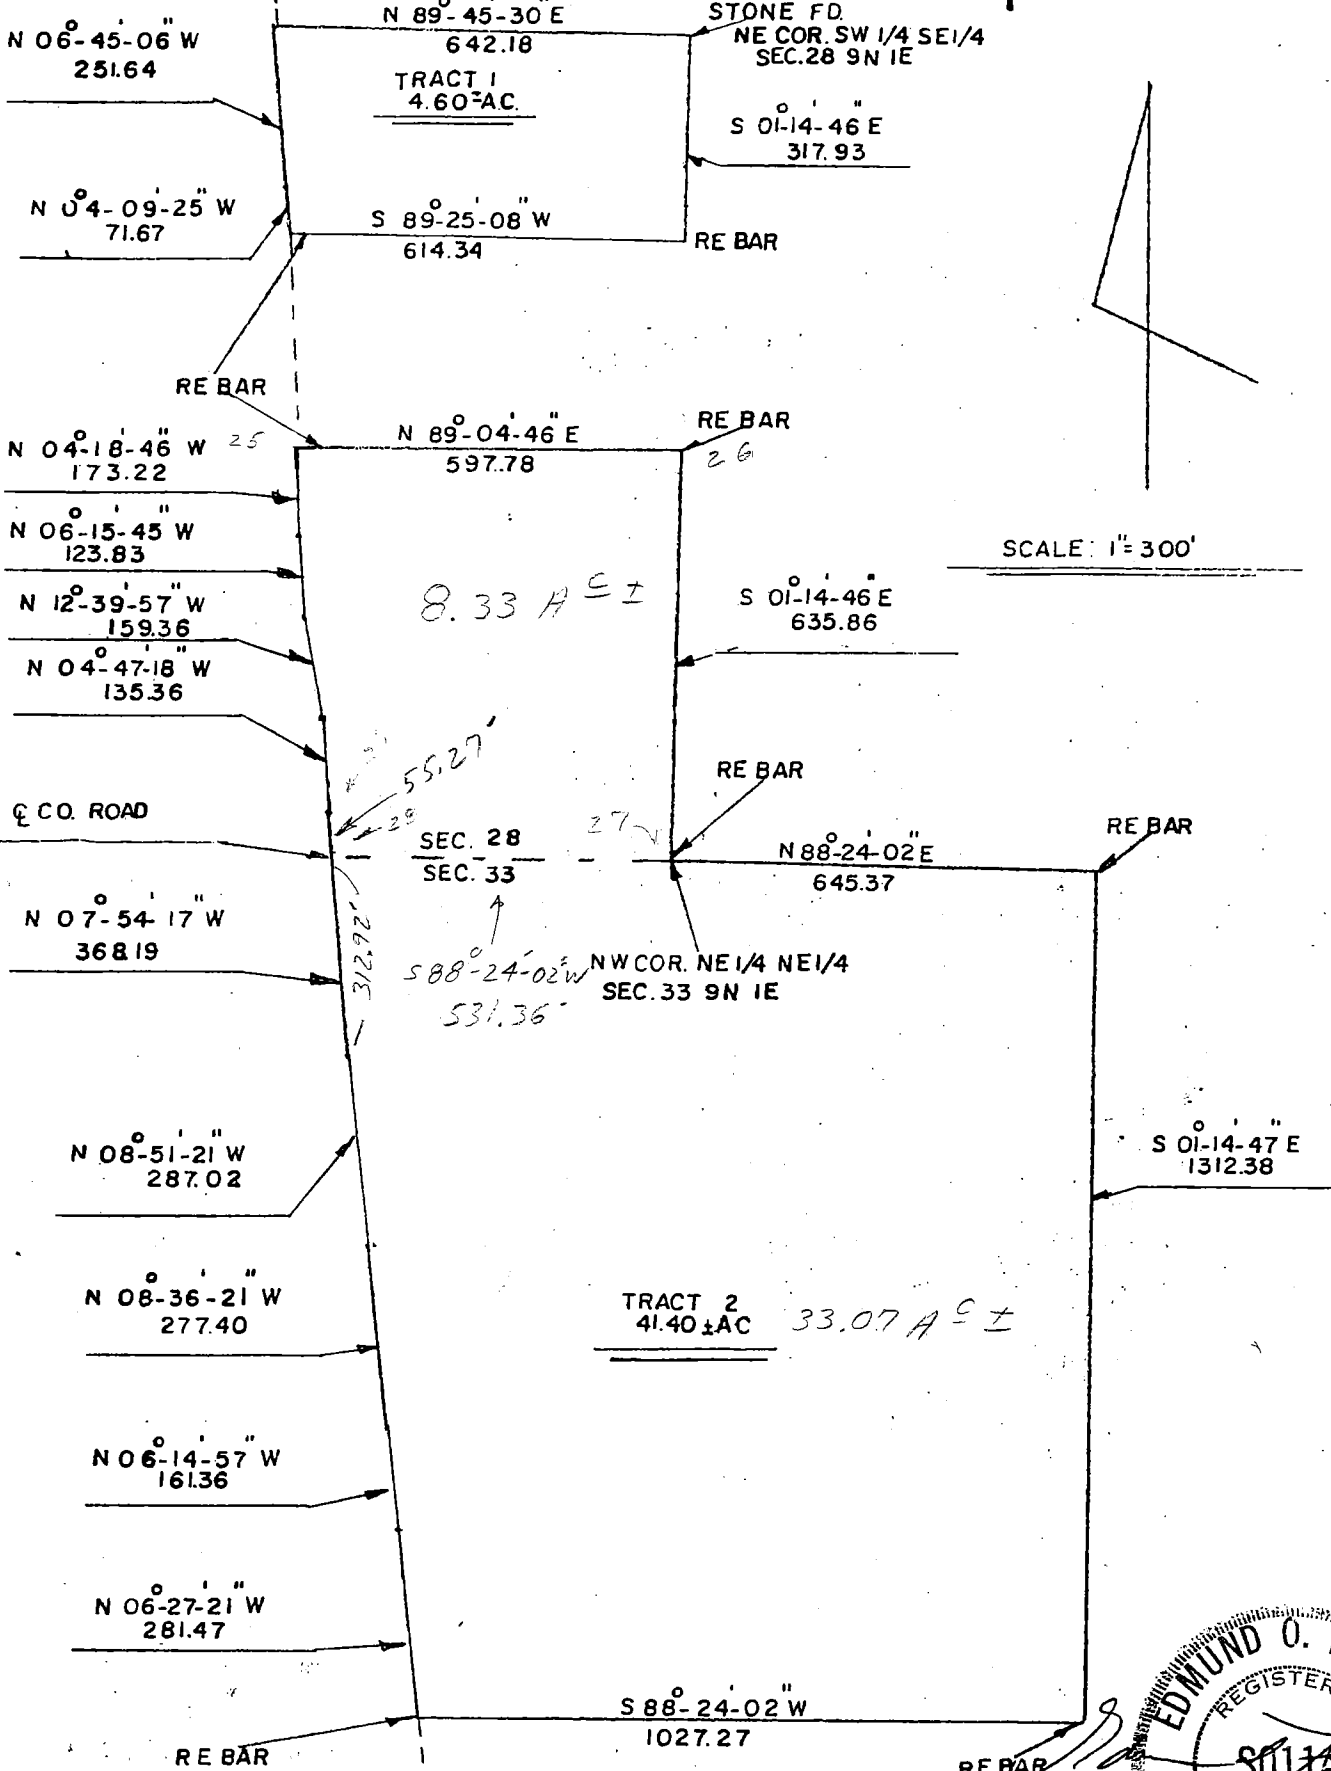 N 89°-45'-30" E
642.18
STONE FD.
NE COR. SW 1/4 SE1/4
SEC.28 9N 1E
N 06°-45'-06" W
251.64
TRACT 1
4.60±AC.
S 01°-14'-46" E
317.93
N 04°-09'-25" W
71.67
S 89°-25'-08" W
614.34
RE BAR
RE BAR
N 04°-18'-46" W
173.22
25
N 89°-04'-46" E
597.78
RE BAR
26
N 06°-15'-45" W
123.83
SCALE: 1"=300'
N 12°-39'-57" W
159.36
8.33 Ac ±
S 01°-14'-46" E
635.86
N 04°-47'-18" W
135.36
55.27'
RE BAR
℄ CO. ROAD
28
SEC. 28
SEC. 33
27
N 88°-24'-02" E
645.37
RE BAR
N 07°-54'-17" W
368.19
312.92'
S 88°-24'-02" W
531.36'
NW COR. NE1/4 NE1/4
SEC.33 9N 1E
N 08°-51'-21" W
287.02
S 01°-14'-47" E
1312.38
N 08°-36'-21" W
277.40
TRACT 2
41.40±AC
33.07 Ac ±
N 06°-14'-57" W
161.36
N 06°-27'-21" W
281.47
S 88°-24'-02" W
1027.27
RE BAR
RE BAR
EDMUND O.
REGISTER